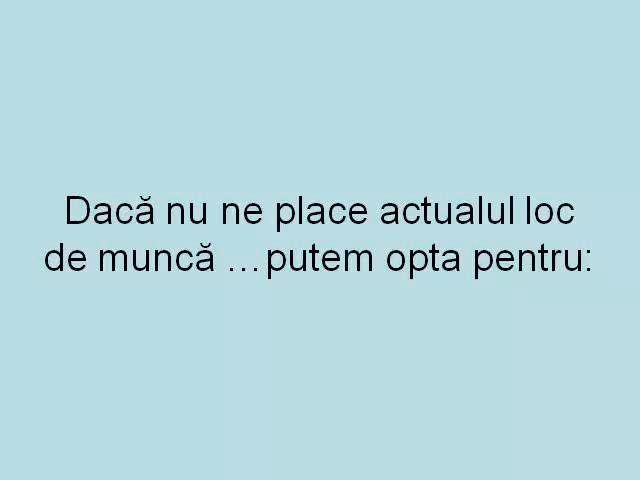 Dacă nu ne place actualul loc
de muncă …putem opta pentru: